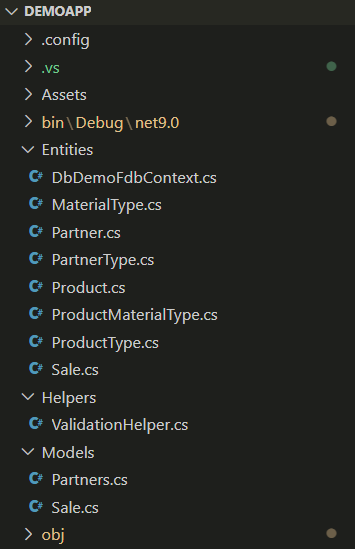 DEMOAPP
.config
.vs
Assets
bin\Debug\net9.0
Entities
C# DbDemoFdbContext.cs
C# MaterialType.cs
C# Partner.cs
C# PartnerType.cs
C# Product.cs
C# ProductMaterialType.cs
C# ProductType.cs
C# Sale.cs
Helpers
C# ValidationHelper.cs
Models
C# Partners.cs
C# Sale.cs
obj